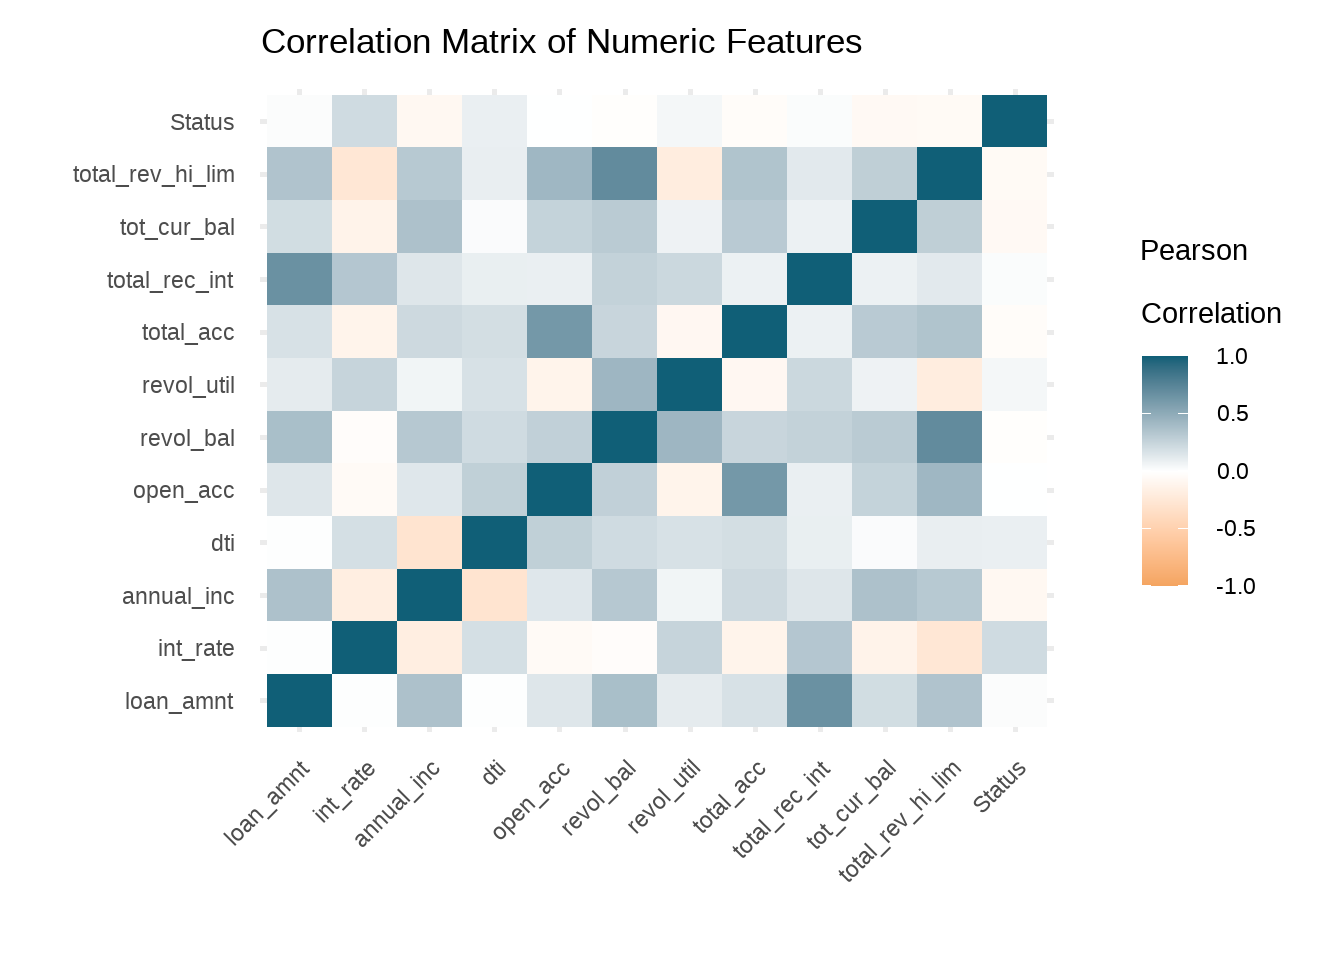 Correlation Matrix of Numeric Features
Status
total_rev_hi_lim
tot_cur_bal
total_rec_int
total_acc
revol_util
revol_bal
open_acc
dti
annual_inc
int_rate
loan_amnt
loan_amnt
int_rate
annual_inc
dti
open_acc
revol_bal
revol_util
total_acc
total_rec_int
tot_cur_bal
total_rev_hi_lim
Status
Pearson
Correlation
1.0
0.5
0.0
-0.5
-1.0